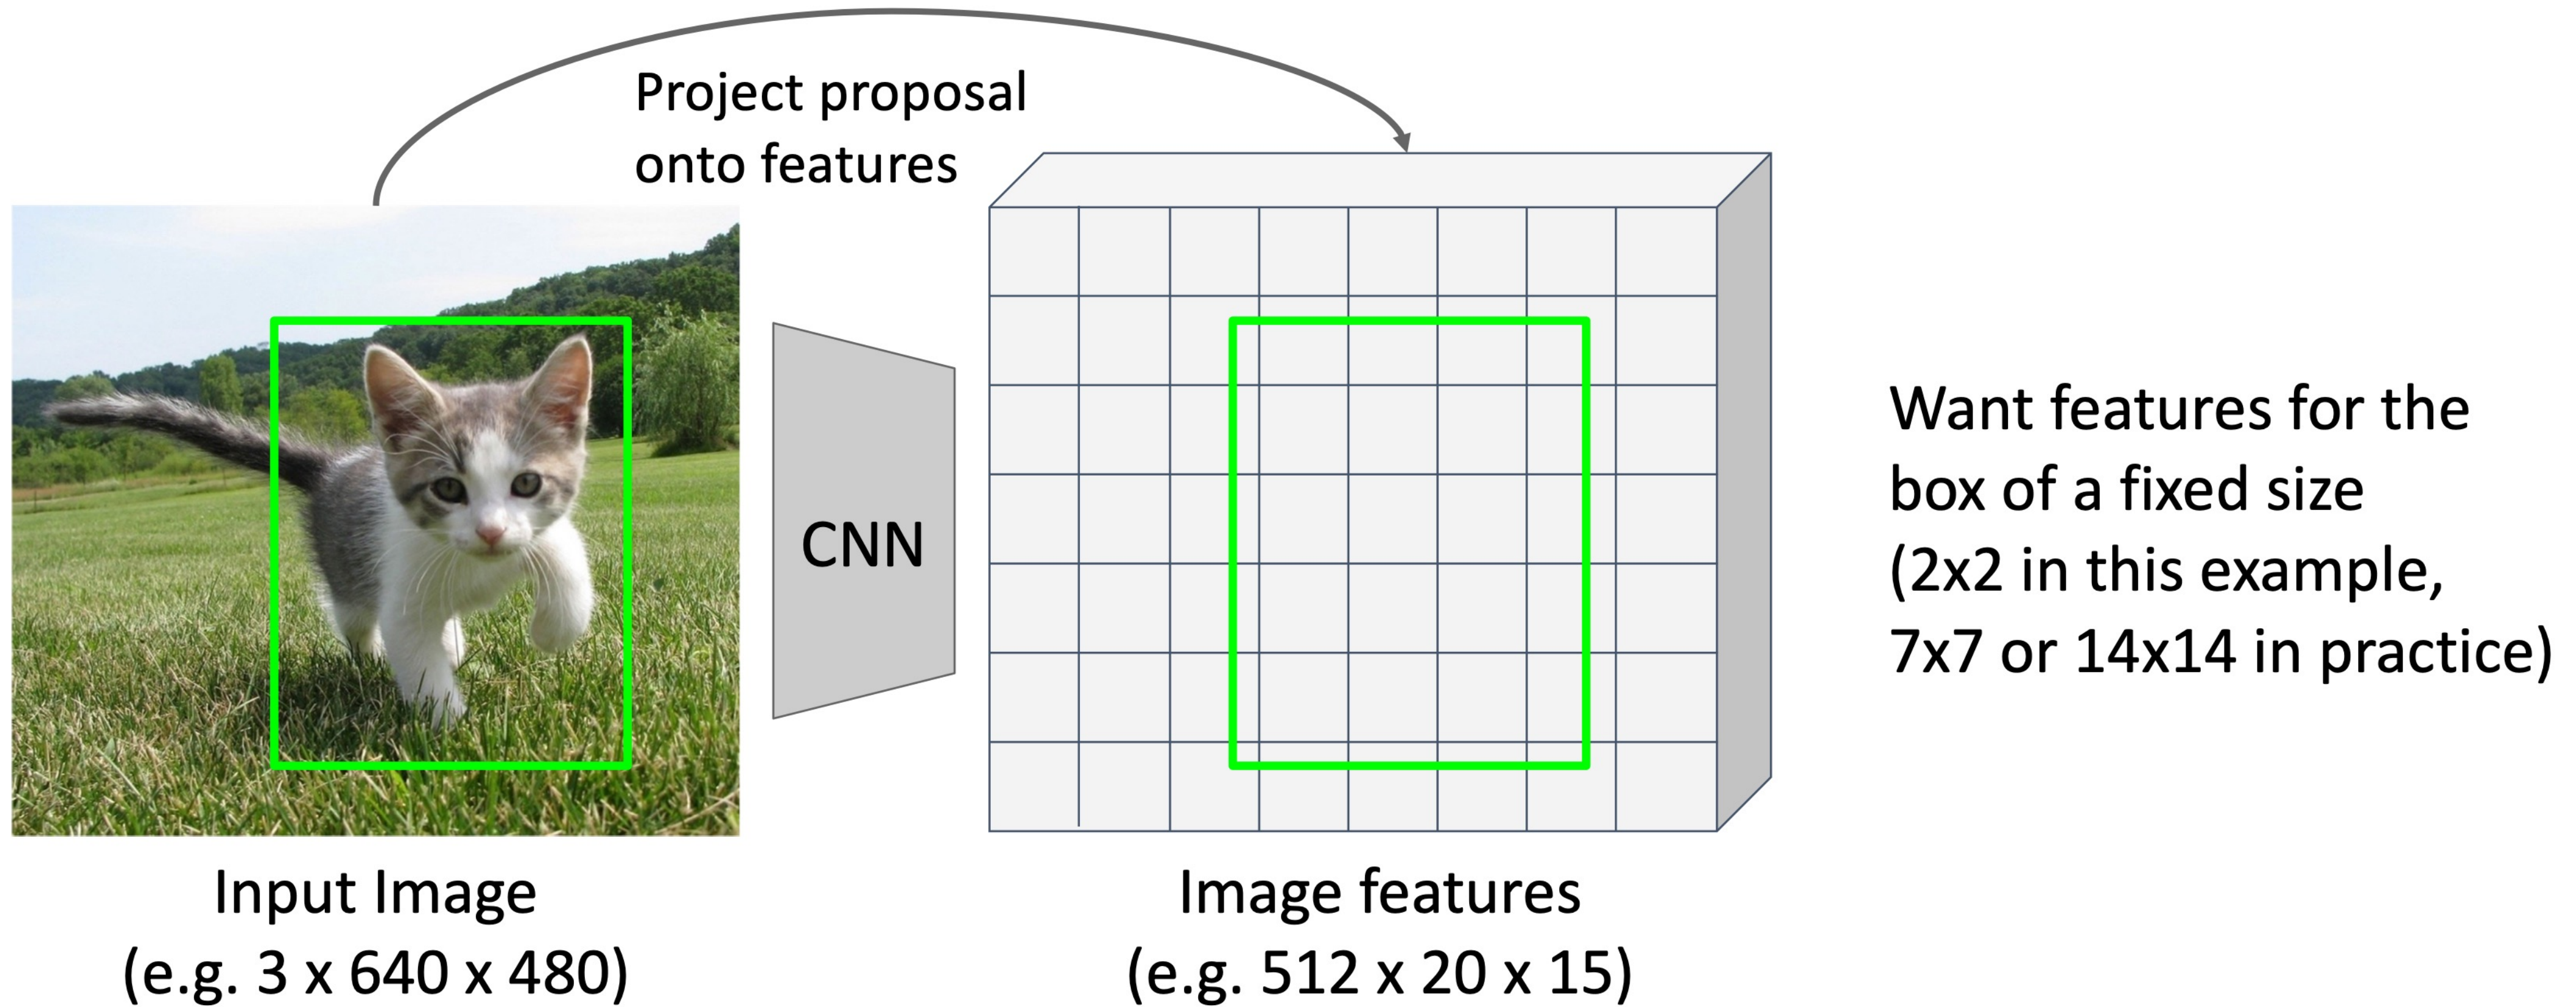 Project proposal
onto features
CNN
Want features for the
box of a fixed size
(2x2 in this example,
7x7 or 14x14 in practice)
Input Image
(e.g. 3 x 640 x 480)
Image features
(e.g. 512 x 20 x 15)